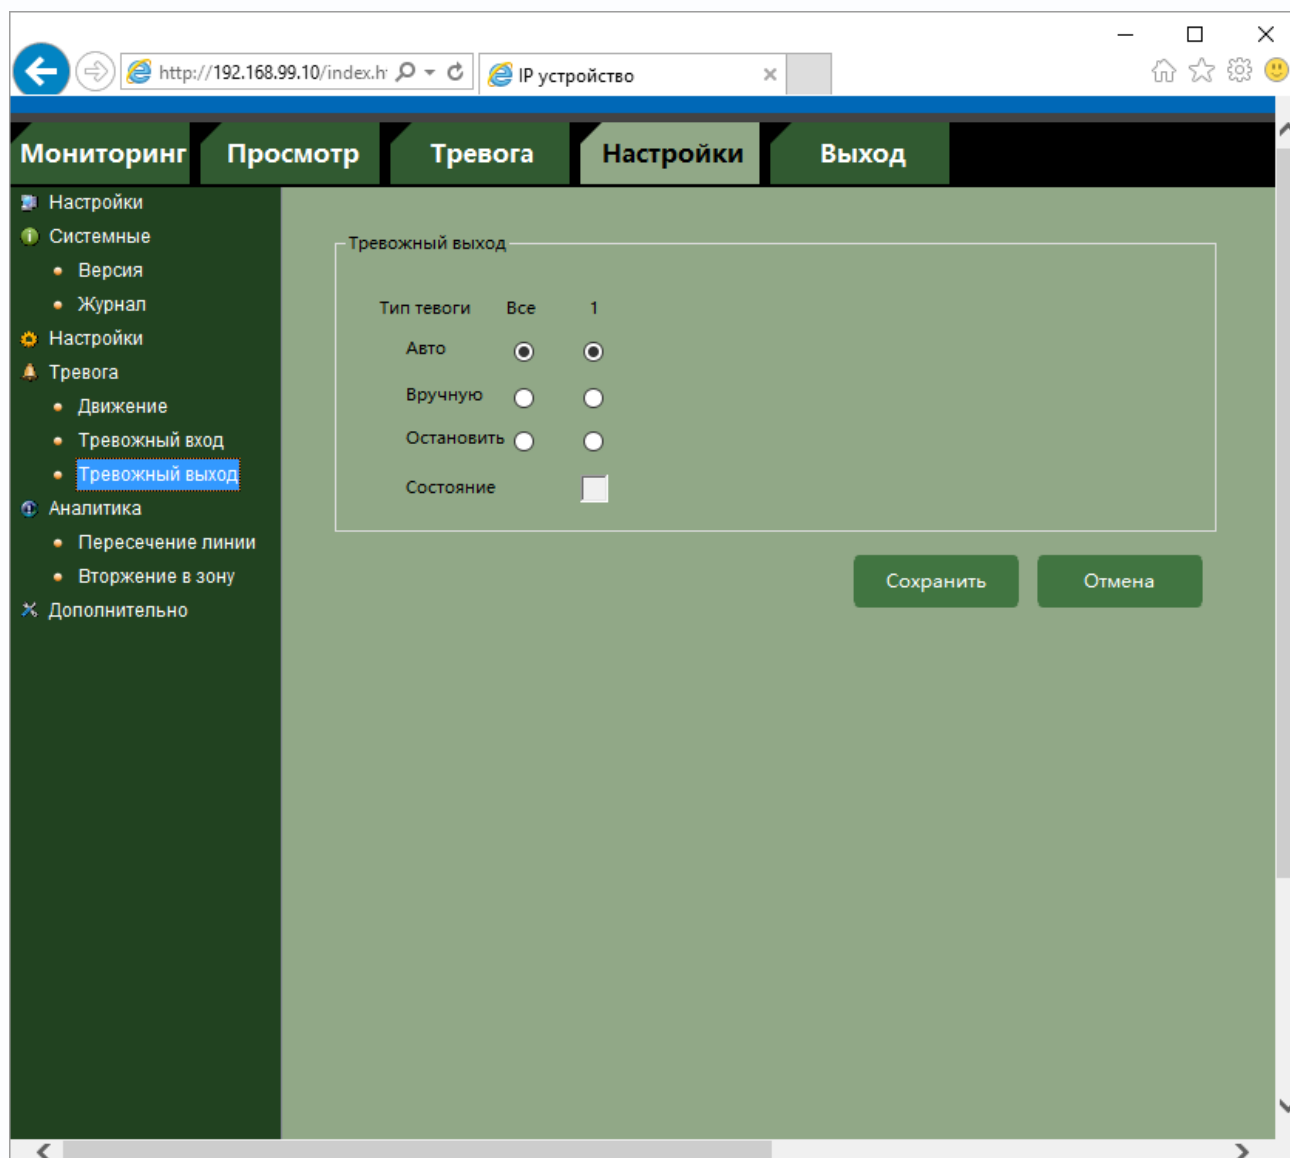 http://192.168.99.10/index.h
IP устройство
Мониторинг Просмотр Тревога Настройки Выход
Настройки
Системные
Версия
Журнал
Настройки
Тревога
Движение
Тревожный вход
Тревожный выход
Аналитика
Пересечение линии
Вторжение в зону
Дополнительно
Тревожный выход
Тип тевоги Все 1
Авто
Вручную
Остановить
Состояние
Сохранить Отмена